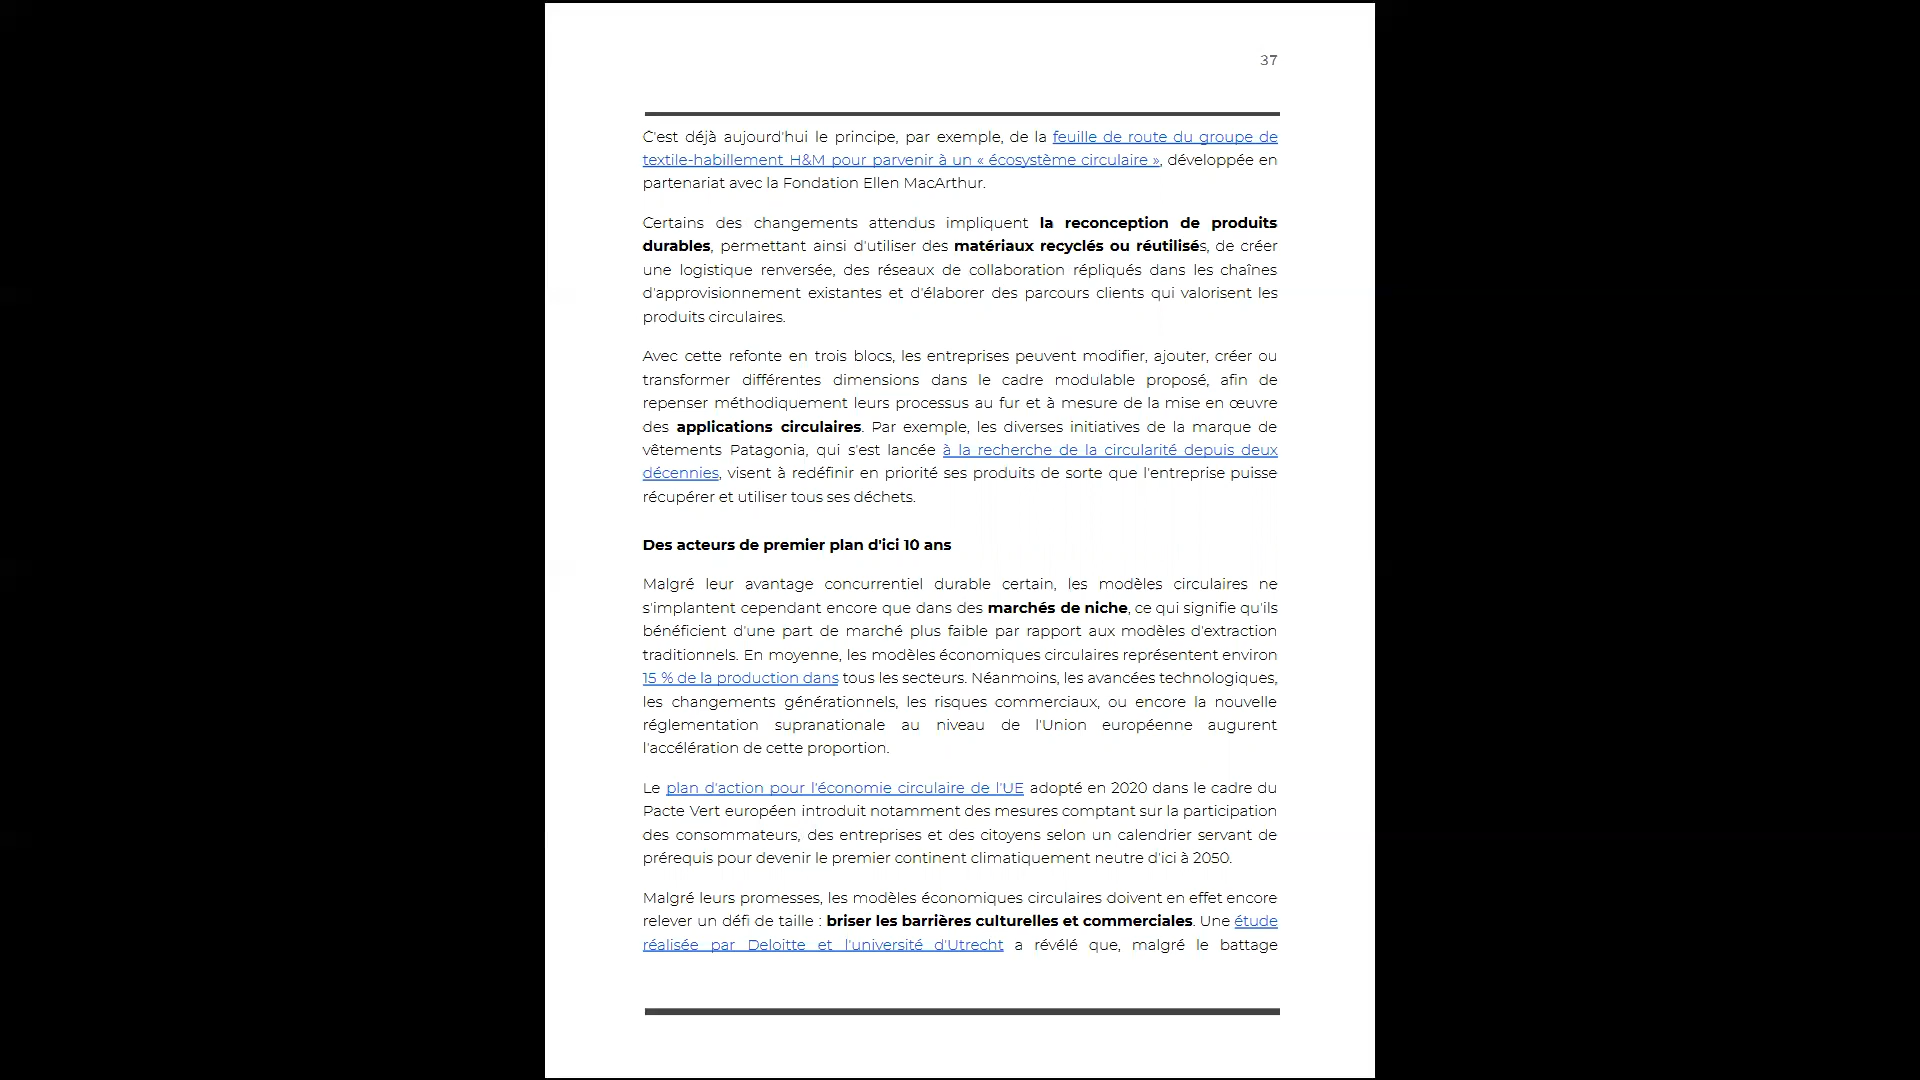 37
C'est déjà aujourd'hui le principe, par exemple, de la feuille de route du groupe de
textile-habillement H&M pour parvenir à un « écosystème circulaire », développée en
partenariat avec la Fondation Ellen MacArthur.
Certains des changements attendus impliquent la reconception de produits
durables, permettant ainsi d'utiliser des matériaux recyclés ou réutilisés, de créer
une logistique renversée, des réseaux de collaboration répliqués dans les chaînes
d'approvisionnement existantes et d'élaborer des parcours clients qui valorisent les
produits circulaires.
Avec cette refonte en trois blocs, les entreprises peuvent modifier, ajouter, créer ou
transformer différentes dimensions dans le cadre modulable proposé, afin de
repenser méthodiquement leurs processus au fur et à mesure de la mise en œuvre
des applications circulaires. Par exemple, les diverses initiatives de la marque de
vêtements Patagonia, qui s'est lancée à la recherche de la circularité depuis deux
décennies, visent à redéfinir en priorité ses produits de sorte que l'entreprise puisse
récupérer et utiliser tous ses déchets.
Des acteurs de premier plan d'ici 10 ans
Malgré leur avantage concurrentiel durable certain, les modèles circulaires ne
s'implantent cependant encore que dans des marchés de niche, ce qui signifie qu'ils
bénéficient d'une part de marché plus faible par rapport aux modèles d'extraction
traditionnels. En moyenne, les modèles économiques circulaires représentent environ
15 % de la production dans tous les secteurs. Néanmoins, les avancées technologiques,
les changements générationnels, les risques commerciaux, ou encore la nouvelle
réglementation supranationale au niveau de l'Union européenne augurent
l'accélération de cette proportion.
Le plan d'action pour l'économie circulaire de l'UE adopté en 2020 dans le cadre du
Pacte Vert européen introduit notamment des mesures comptant sur la participation
des consommateurs, des entreprises et des citoyens selon un calendrier servant de
prérequis pour devenir le premier continent climatiquement neutre d'ici à 2050.
Malgré leurs promesses, les modèles économiques circulaires doivent en effet encore
relever un défi de taille : briser les barrières culturelles et commerciales. Une étude
réalisée par Deloitte et l'université d'Utrecht a révélé que, malgré le battage